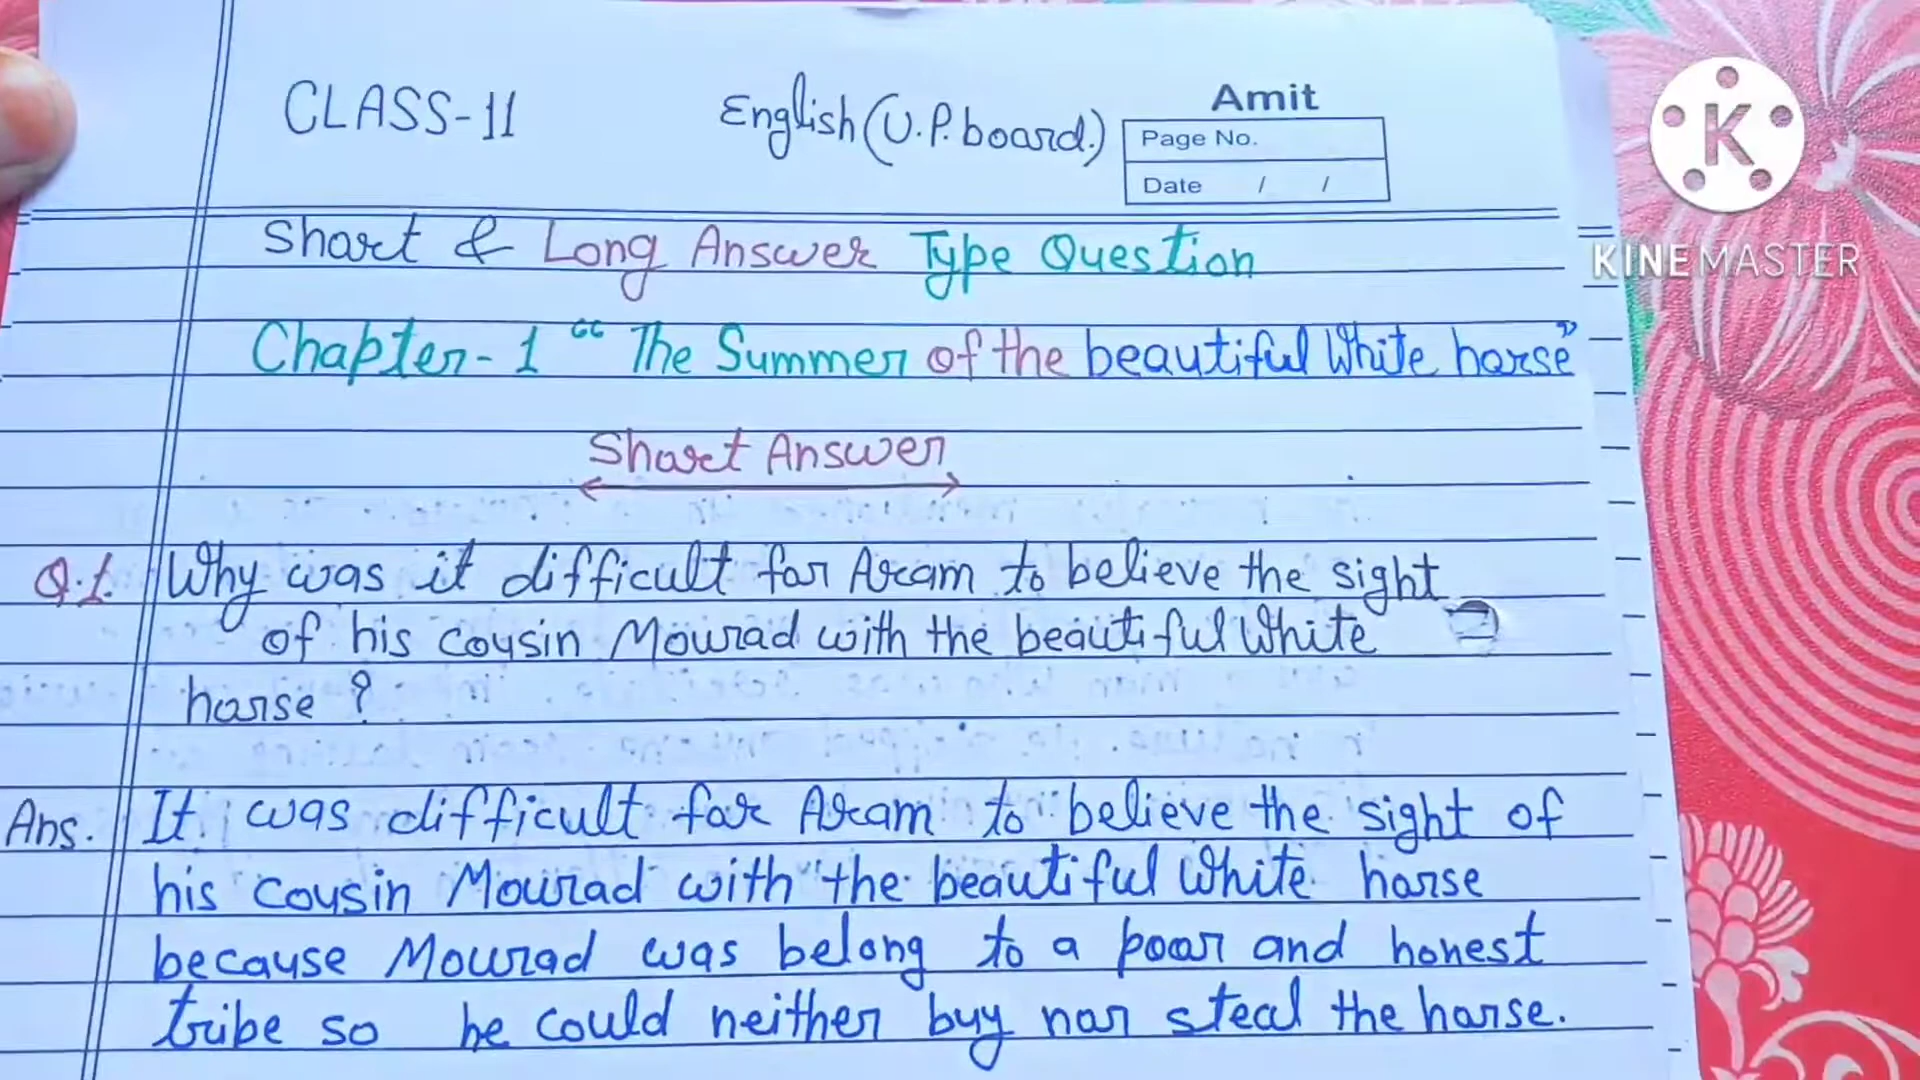 CLASS-11 English (U.P. board.) Amit
Page No.
Date / /
KINEMASTER
Short & Long Answer Type Question
Chapter-1 "The Summer of the beautiful White horse"
Short Answer
Q.1. Why was it difficult for Aram to believe the sight
of his cousin Mourad with the beautiful White
horse ?
Ans. It was difficult for Aram to believe the sight of
his cousin Mourad with the beautiful White horse
because Mourad was belong to a poor and honest
tribe so he could neither buy nor steal the horse.